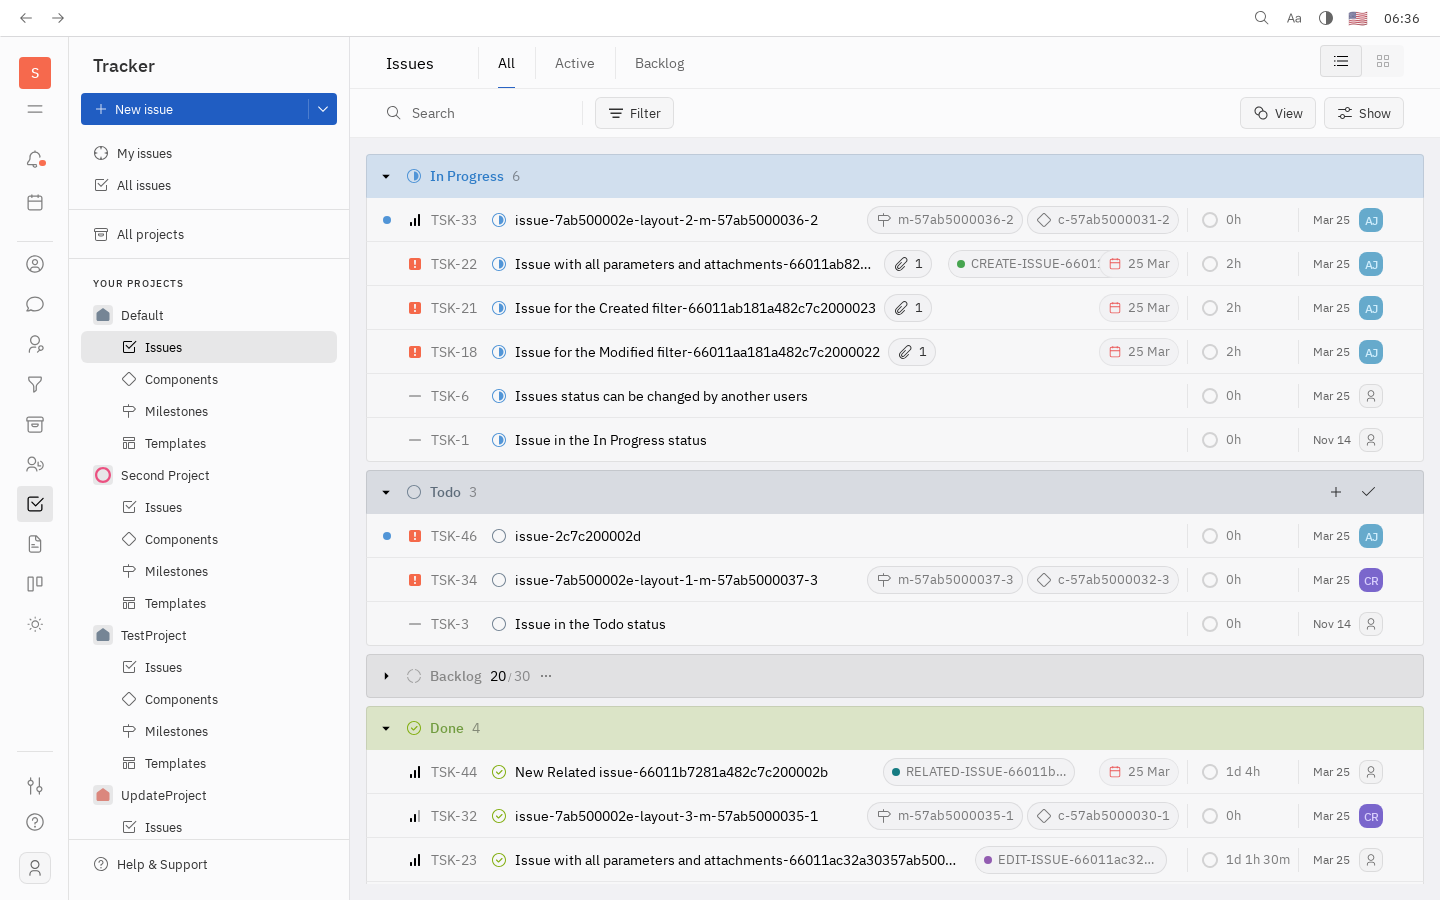 Aa
06:36
S
Tracker
New issue
My issues
All issues
All projects
YOUR PROJECTS
Default
Issues
Components
Milestones
Templates
Second Project
Issues
Components
Milestones
Templates
TestProject
Issues
Components
Milestones
Templates
UpdateProject
Issues
Help & Support
Issues
All
Active
Backlog
Search
Filter
View
Show
In Progress 6
TSK-33 issue-7ab500002e-layout-2-m-57ab5000036-2 m-57ab5000036-2 c-57ab5000031-2 0h Mar 25 AJ
TSK-22 Issue with all parameters and attachments-66011ab82... 1 CREATE-ISSUE-66011 25 Mar 2h Mar 25 AJ
TSK-21 Issue for the Created filter-66011ab181a482c7c2000023 1 25 Mar 2h Mar 25 AJ
TSK-18 Issue for the Modified filter-66011aa181a482c7c2000022 1 25 Mar 2h Mar 25 AJ
TSK-6 Issues status can be changed by another users 0h Mar 25
TSK-1 Issue in the In Progress status 0h Nov 14
Todo 3
TSK-46 issue-2c7c200002d 0h Mar 25 AJ
TSK-34 issue-7ab500002e-layout-1-m-57ab5000037-3 m-57ab5000037-3 c-57ab5000032-3 0h Mar 25 CR
TSK-3 Issue in the Todo status 0h Nov 14
Backlog 20/30 ...
Done 4
TSK-44 New Related issue-66011b7281a482c7c200002b RELATED-ISSUE-66011b... 25 Mar 1d 4h Mar 25
TSK-32 issue-7ab500002e-layout-3-m-57ab5000035-1 m-57ab5000035-1 c-57ab5000030-1 0h Mar 25 CR
TSK-23 Issue with all parameters and attachments-66011ac32a30357ab500... EDIT-ISSUE-66011ac32... 1d 1h 30m Mar 25